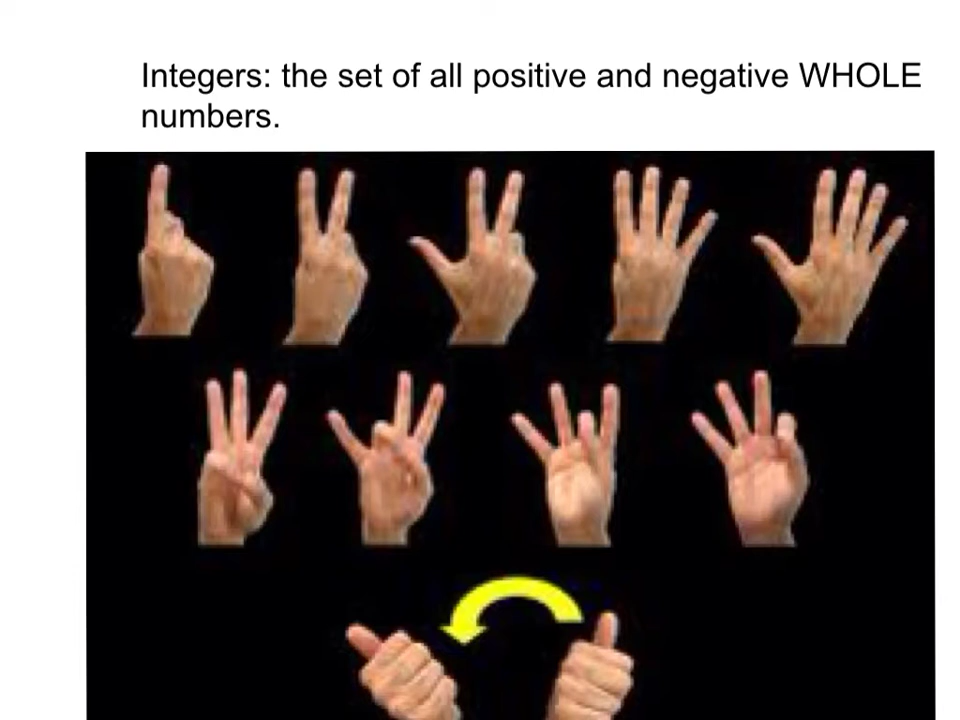 Integers: the set of all positive and negative WHOLE
numbers.